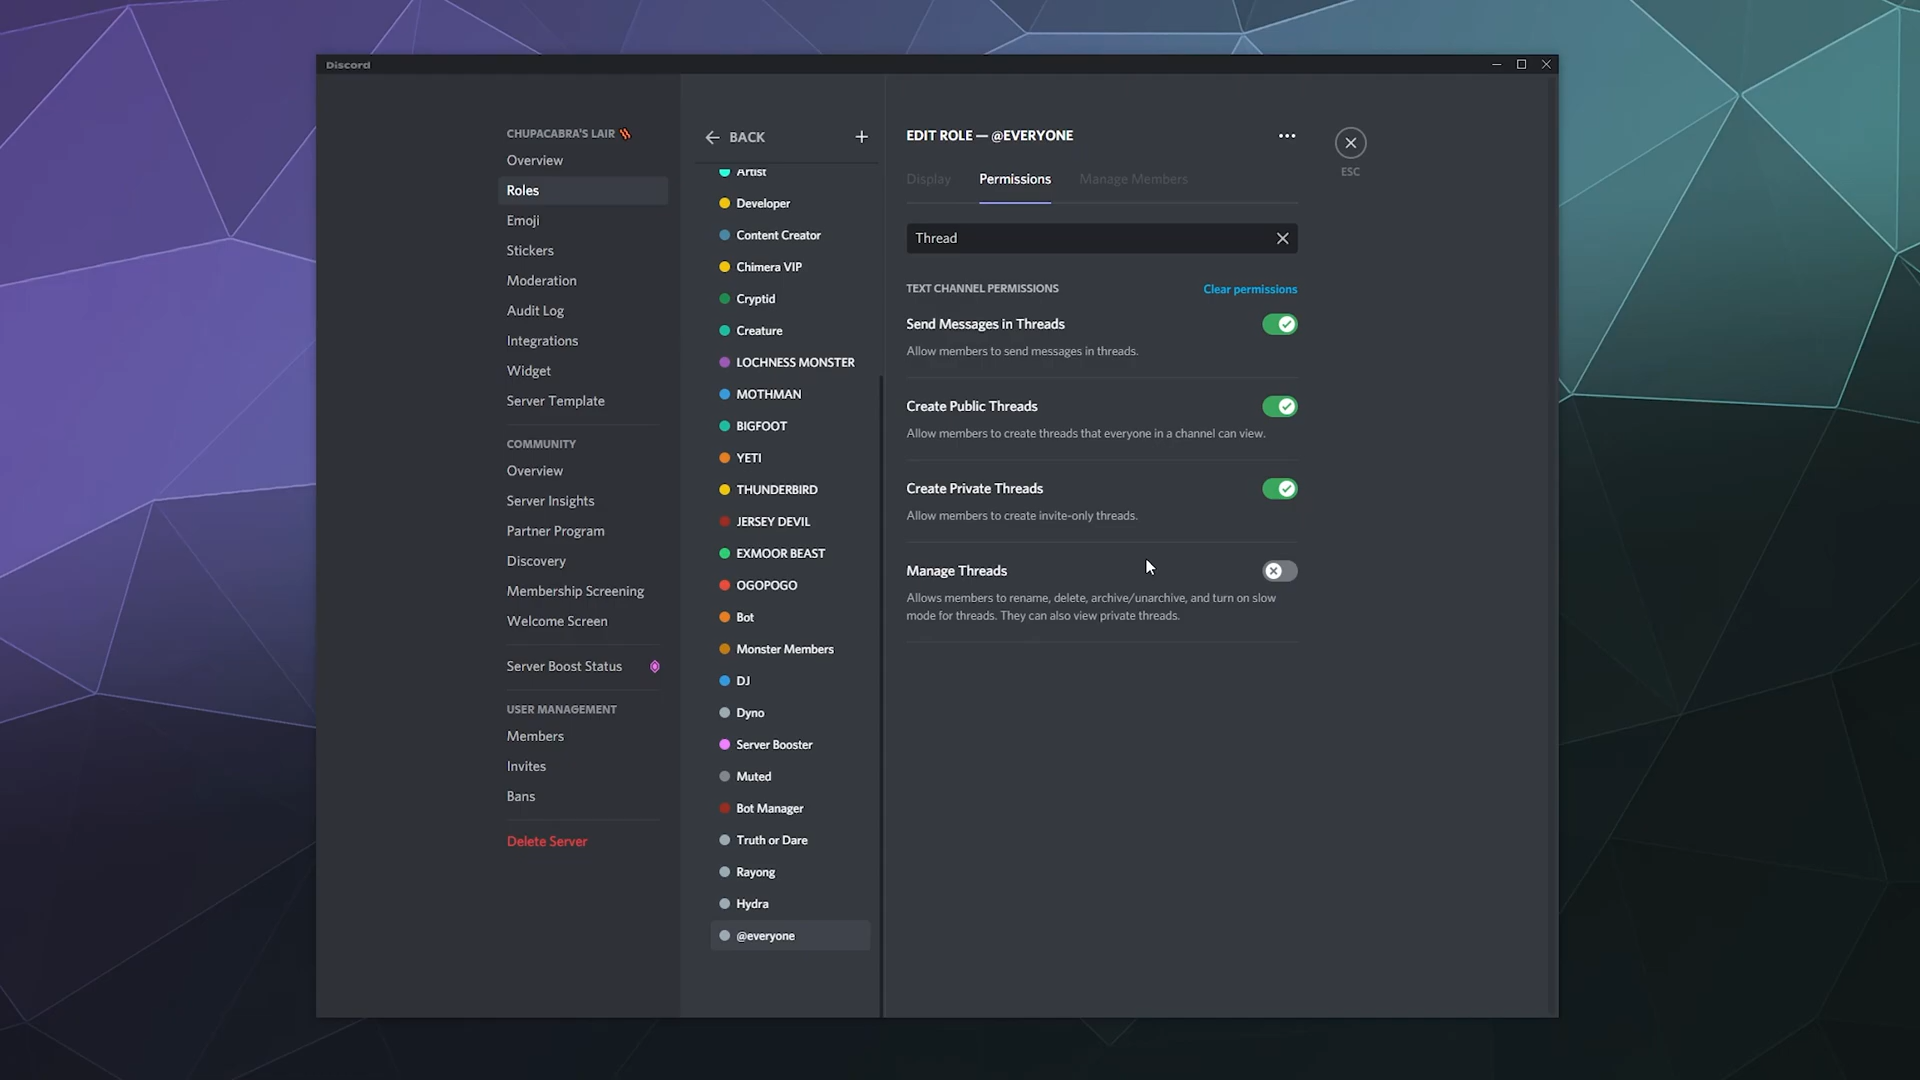 Discord
CHUPACABRA'S LAIR
Overview
Roles
Emoji
Stickers
Moderation
Audit Log
Integrations
Widget
Server Template
COMMUNITY
Overview
Server Insights
Partner Program
Discovery
Membership Screening
Welcome Screen
Server Boost Status
USER MANAGEMENT
Members
Invites
Bans
Delete Server
BACK
Artist
Developer
Content Creator
Chimera VIP
Cryptid
Creature
LOCHNESS MONSTER
MOTHMAN
BIGFOOT
YETI
THUNDERBIRD
JERSEY DEVIL
EXMOOR BEAST
OGOPOGO
Bot
Monster Members
DJ
Dyno
Server Booster
Muted
Bot Manager
Truth or Dare
Rayong
Hydra
@everyone
EDIT ROLE — @EVERYONE
ESC
Display Permissions Manage Members
Thread
TEXT CHANNEL PERMISSIONS Clear permissions
Send Messages in Threads
Allow members to send messages in threads.
Create Public Threads
Allow members to create threads that everyone in a channel can view.
Create Private Threads
Allow members to create invite-only threads.
Manage Threads
Allows members to rename, delete, archive/unarchive, and turn on slow
mode for threads. They can also view private threads.